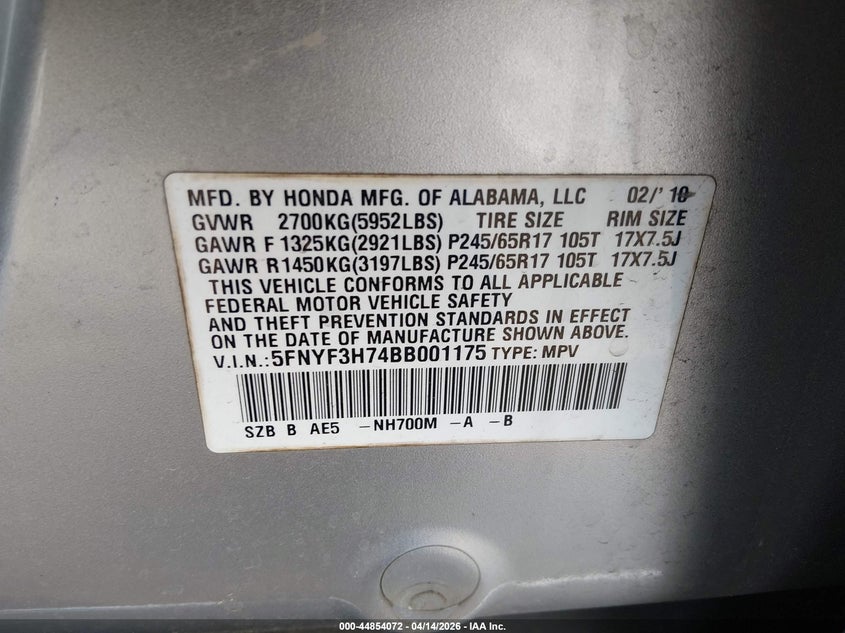 MFD. BY HONDA MFG. OF ALABAMA, LLC 02/' 10
GVWR 2700KG(5952LBS) TIRE SIZE RIM SIZE
GAWR F 1325KG(2921LBS) P245/65R17 105T 17X7.5J
GAWR R1450KG(3197LBS) P245/65R17 105T 17X7.5J
THIS VEHICLE CONFORMS TO ALL APPLICABLE
FEDERAL MOTOR VEHICLE SAFETY
AND THEFT PREVENTION STANDARDS IN EFFECT
ON THE DATE OF MANUFACTURE SHOWN ABOVE.
V.I.N.:5FNYF3H74BB001175 TYPE: MPV
SZB B AE5 -NH700M -A -B
000-44854072 - 04/14/2026 - IAA Inc.